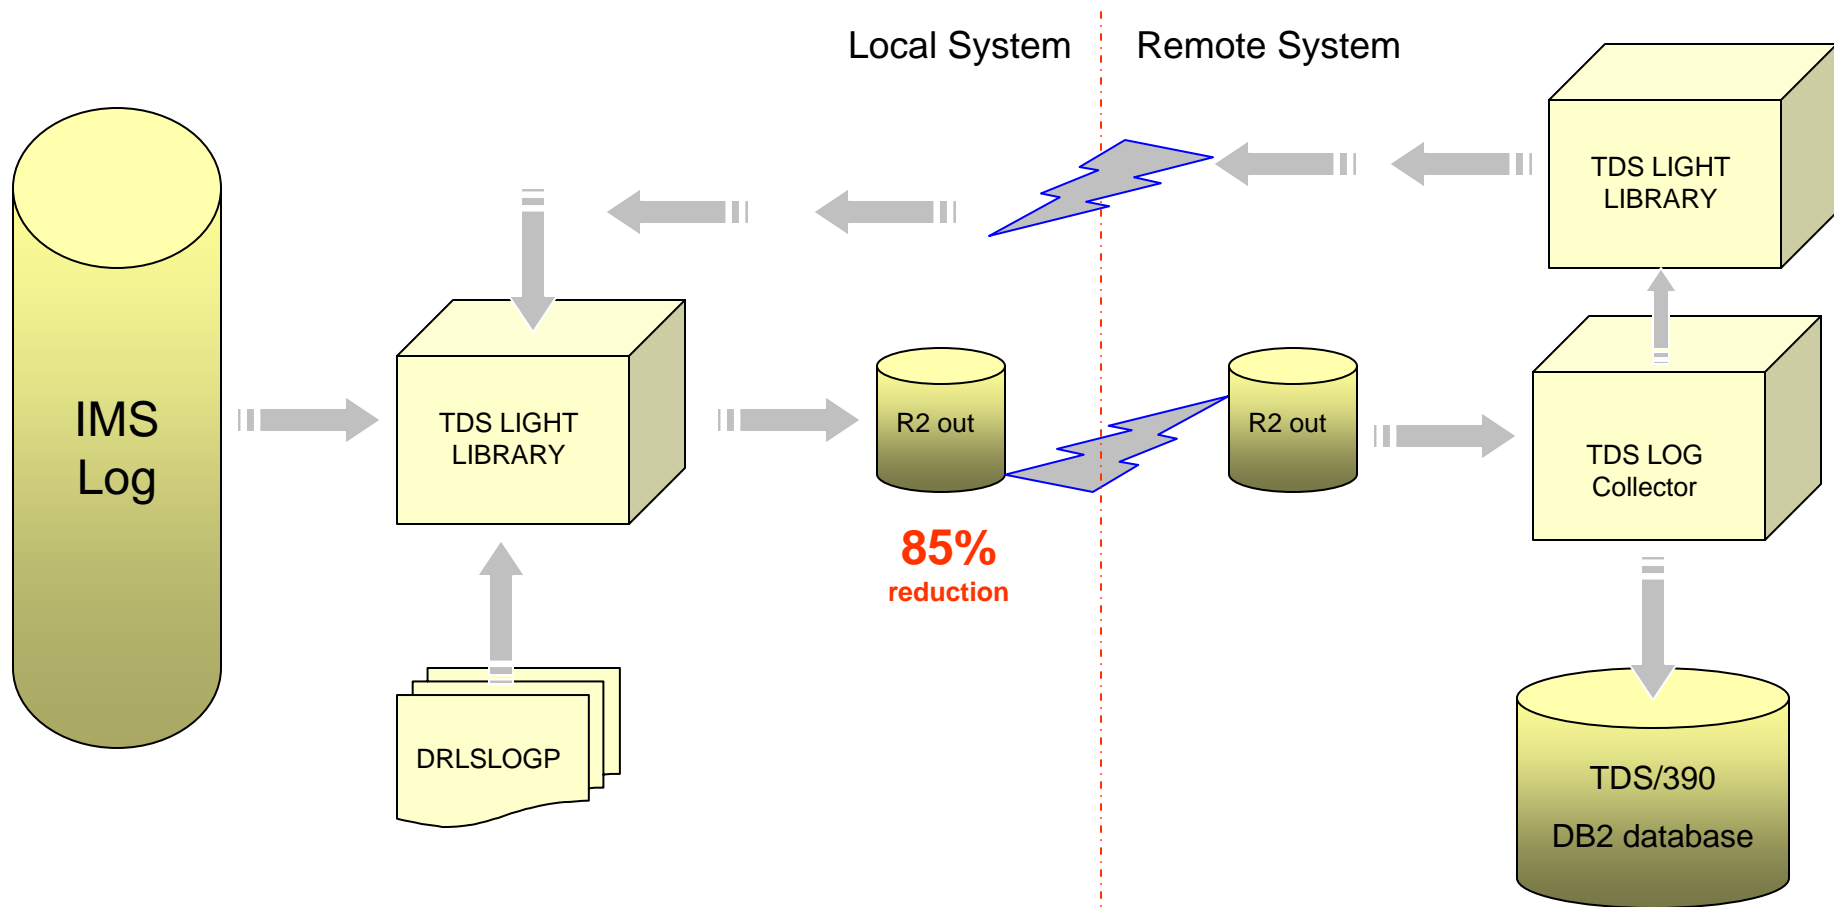 Local System
Remote System
TDS LIGHT
LIBRARY
IMS
Log
TDS LIGHT
LIBRARY
R2 out
R2 out
TDS LOG
Collector
85%
reduction
DRLSLOGP
TDS/390
DB2 database